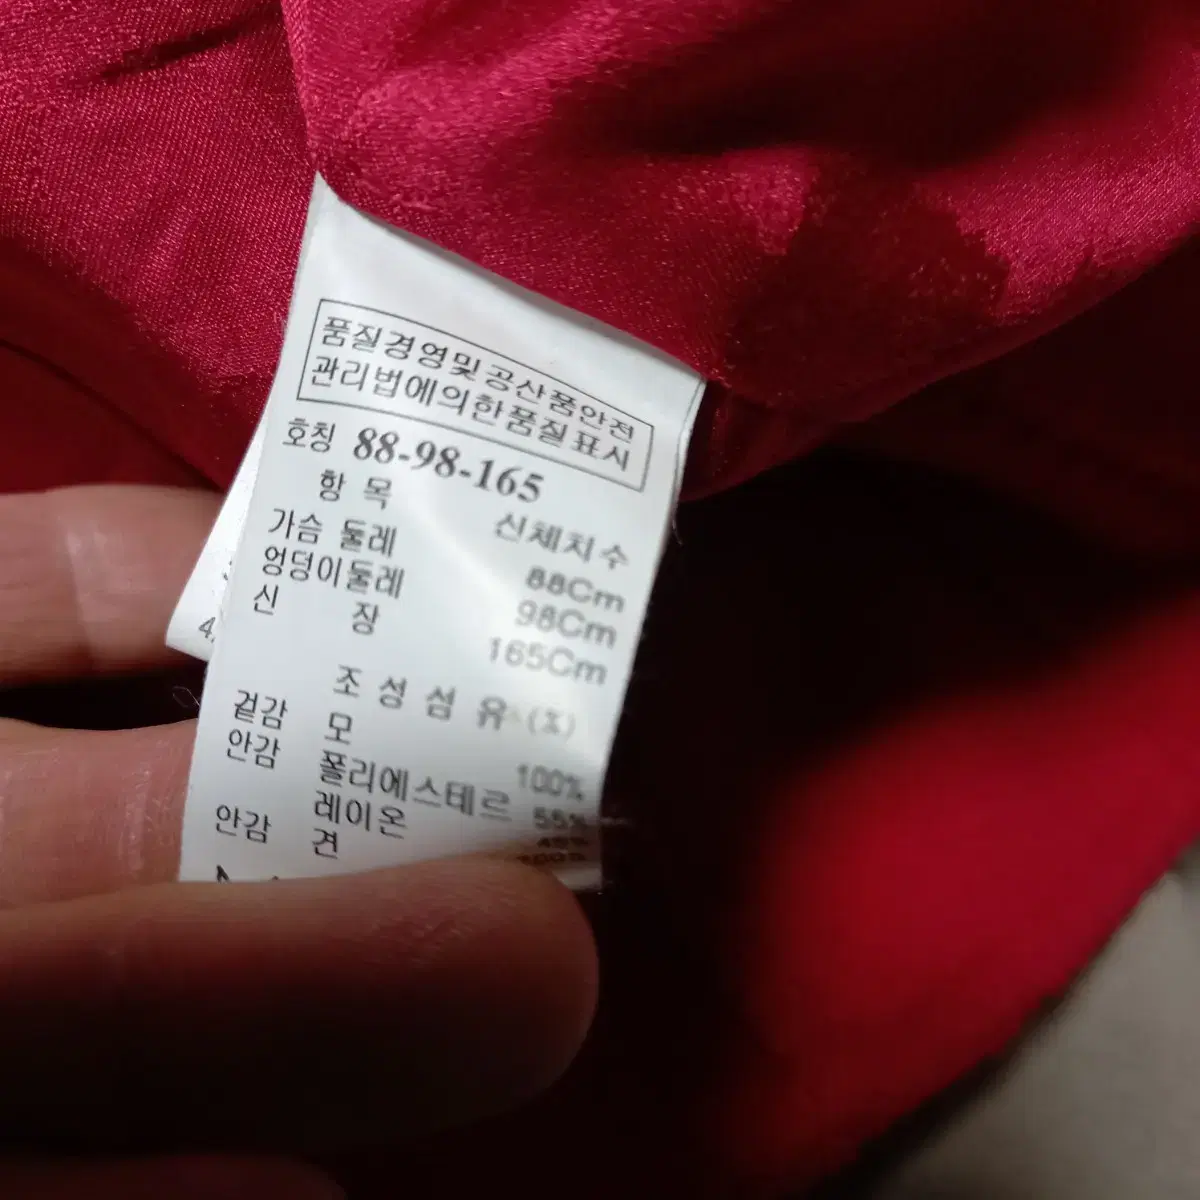 품질경영및공산품안전
관리법에의한품질표시
호칭 88-98-165
항 목 신체치수
가슴 둘레 88Cm
엉덩이둘레 98Cm
신 장 165Cm
조 성 섬 유 (%)
겉감 모 100%
안감 폴리에스테르 55%
레이온 45%
안감 견 100%